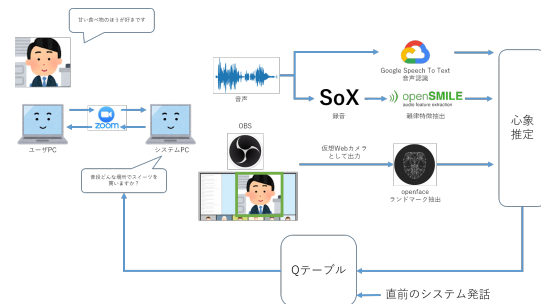 甘い食べ物のほうが好きです
zoom
ユーザPC
システムPC
普段どんな場所でスイーツを
買いますか？
音声
Google Speech To Text
音声認識
SoX
録音
openSMILE
audio feature extraction
韻律特徴抽出
OBS
仮想Webカメラ
として出力
openface
ランドマーク抽出
心象
推定
Qテーブル
直前のシステム発話